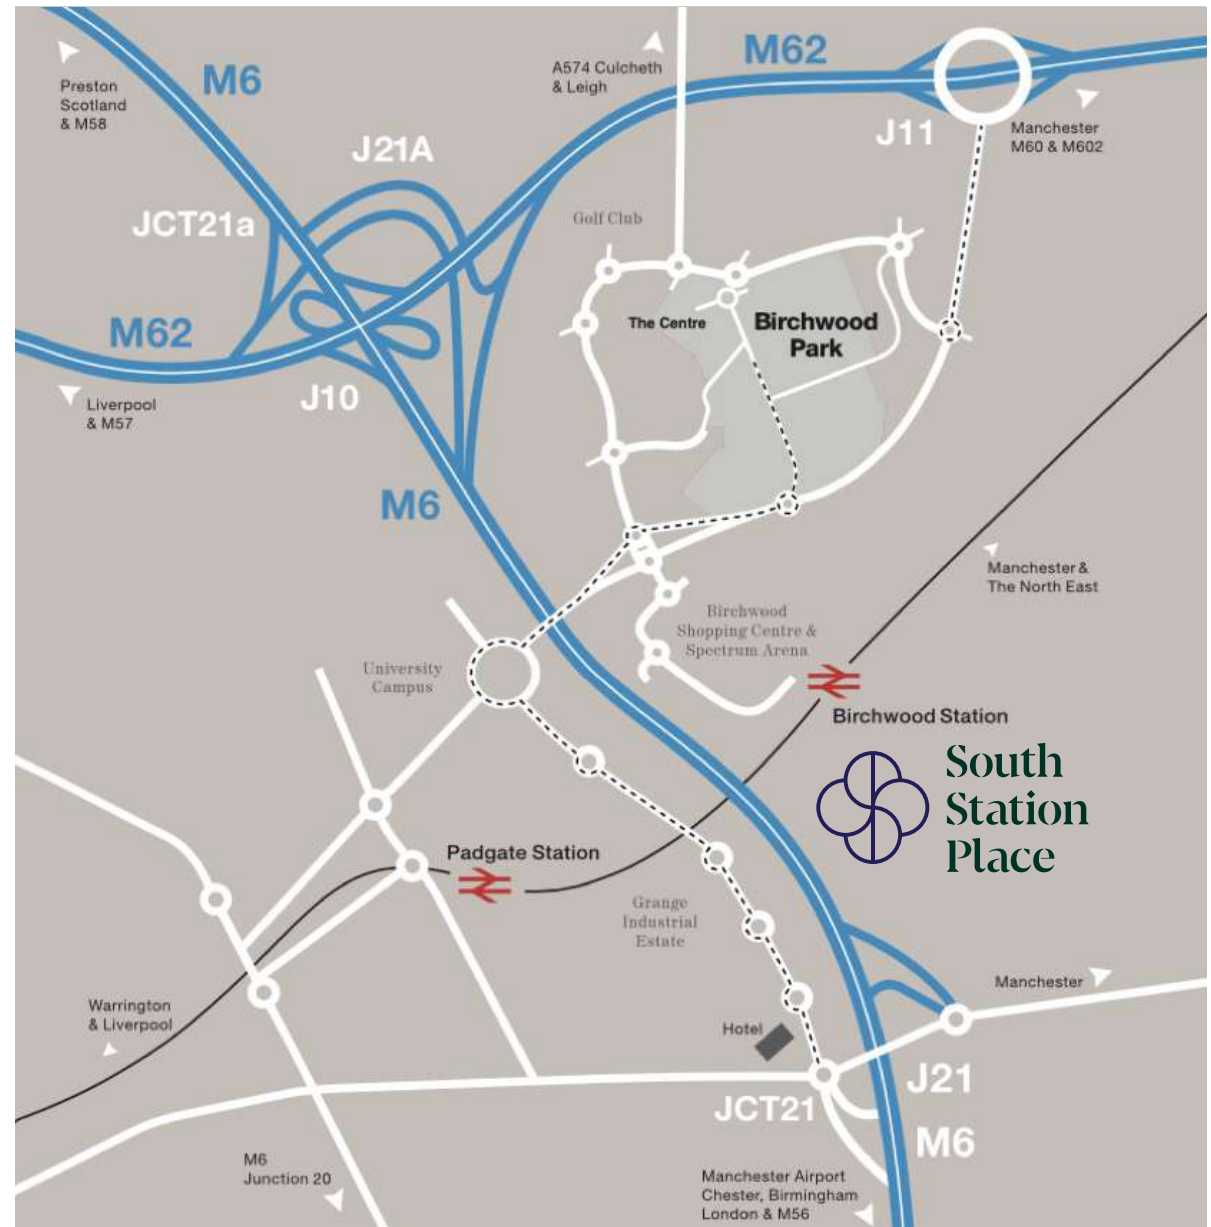 M6
Preston
Scotland
& M58
A574 Culcheth
& Leigh
M62
J11
Manchester
M60 & M602
J21A
JCT21a
Golf Club
M62
The Centre
Birchwood
Park
J10
Liverpool
& M57
M6
Manchester &
The North East
Birchwood
Shopping Centre &
Spectrum Arena
University
Campus
Birchwood Station
South
Station
Place
Padgate Station
Grange
Industrial
Estate
Manchester
Warrington
& Liverpool
Hotel
J21
JCT21
M6
M6
Junction 20
Manchester Airport
Chester, Birmingham
London & M56